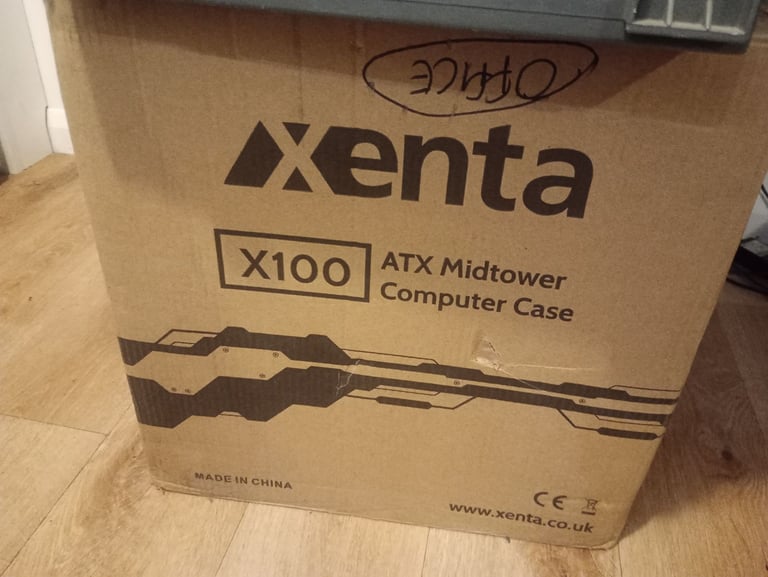 OFFICE
Xenta
X100
ATX Midtower
Computer Case
MADE IN CHINA
CE
www.xenta.co.uk